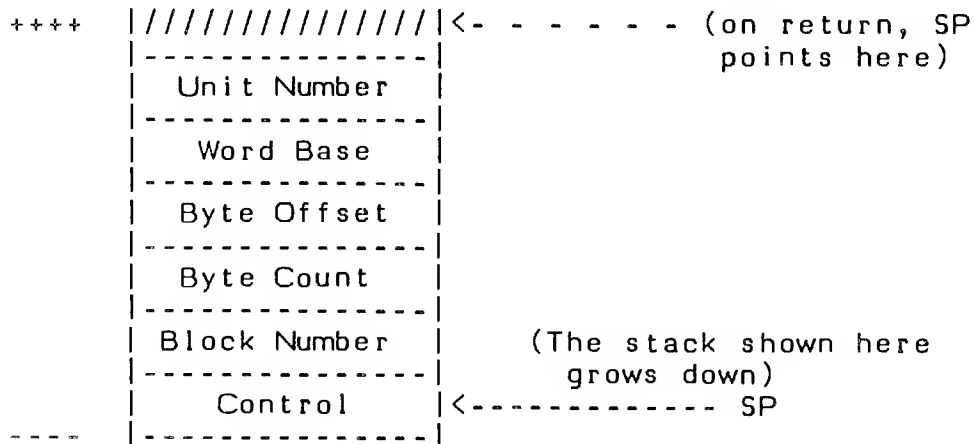 ++++ |///////////////|<- - - - - - - (on return, SP
points here)
|---------------|
Unit Number
|---------------|
Word Base
|---------------|
Byte Offset
|---------------|
Byte Count
|---------------|
Block Number (The stack shown here
|---------------| grows down)
Control |<------------- SP
---- |---------------|